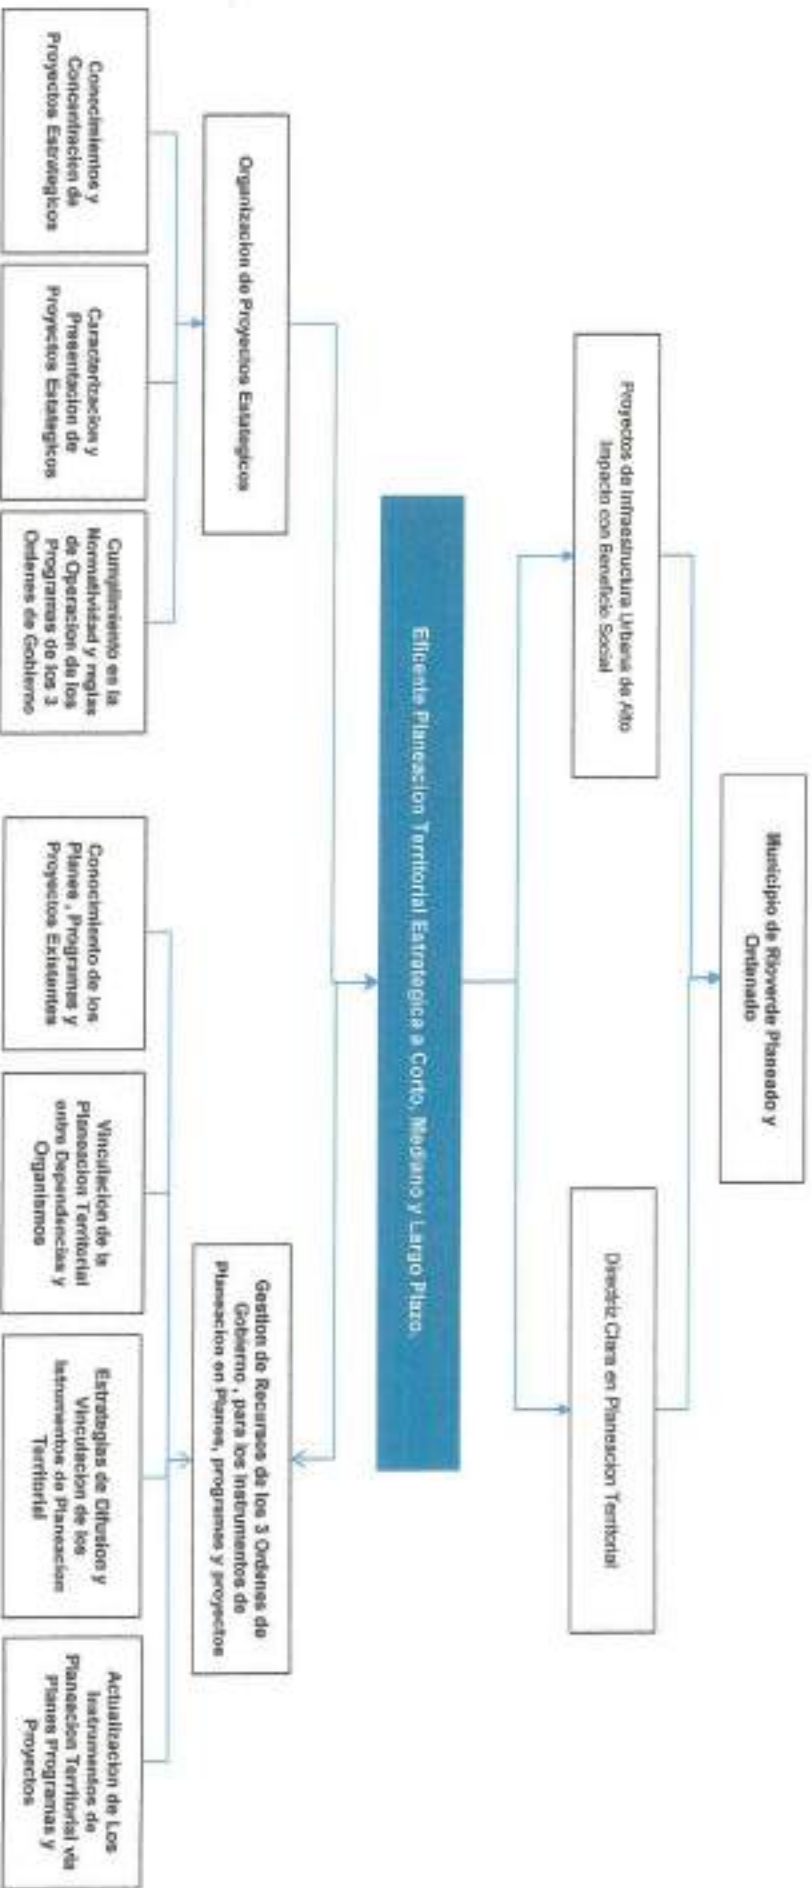 Municipio de Rioverde Planeado y
Ordenado
Proyectos de Infraestructura Urbana de Alto
Impacto con Beneficio Social
Directriz Clara en Planeacion Territorial
Eficente Planeacion Territorial Estrategica a Corto, Mediano y Largo Plazo.
Organizacion de Proyectos Estategicos
Gestion de Recursos de los 3 Ordenes de
Gobierno , para los instrumentos de
Planeacion en Planes, programas y proyectos
Conocimientos y
Concentracion de
Proyectos Estrategicos
Caracterizacion y
Presentacion de
Proyectos Estategicos
Cumplimiento en la
Normatividad y reglas
de Operacion de los
Programas de los 3
Ordenes de Gobierno
Conocimiento de los
Planes , Programas y
Proyectos Existentes
Vinculacion de la
Planeacion Territorial
entre Dependencias y
Organismos
Estrategias de Difusion y
Vinculacion de los
Istrumentos de Planeacion
Territorial
Actualizacion de Los
Instrumentos de
Planeacion Territorial via
Planes Programas y
Proyectos